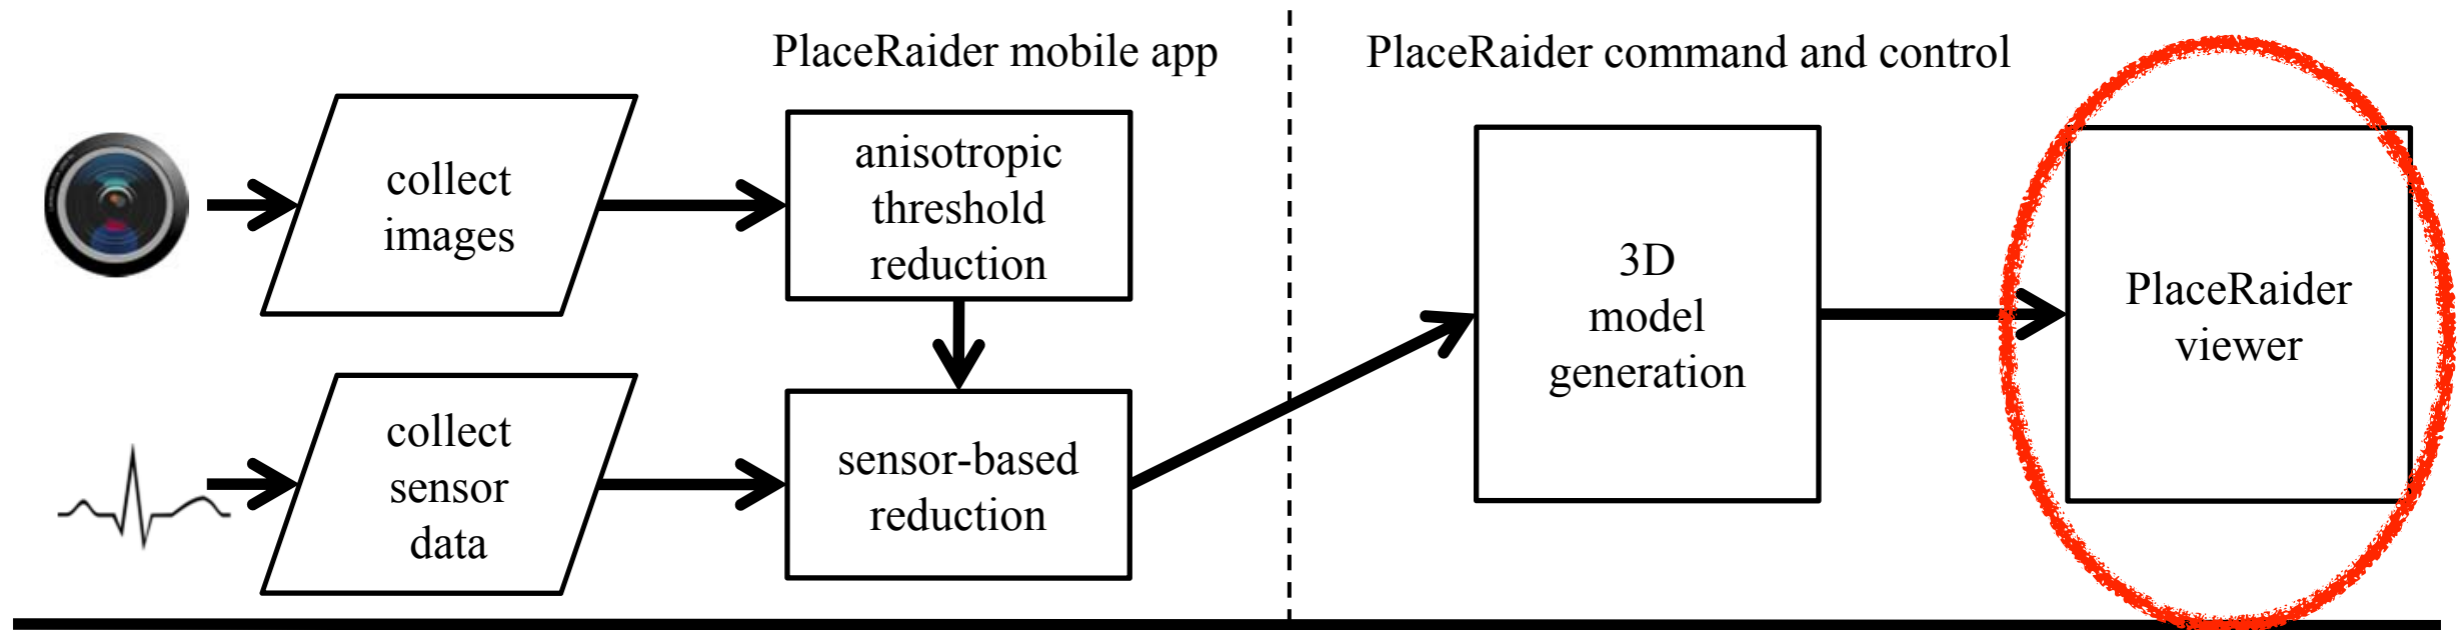 PlaceRaider mobile app
PlaceRaider command and control
collect
images
anisotropic
threshold
reduction
collect
sensor
data
sensor-based
reduction
3D
model
generation
PlaceRaider
viewer